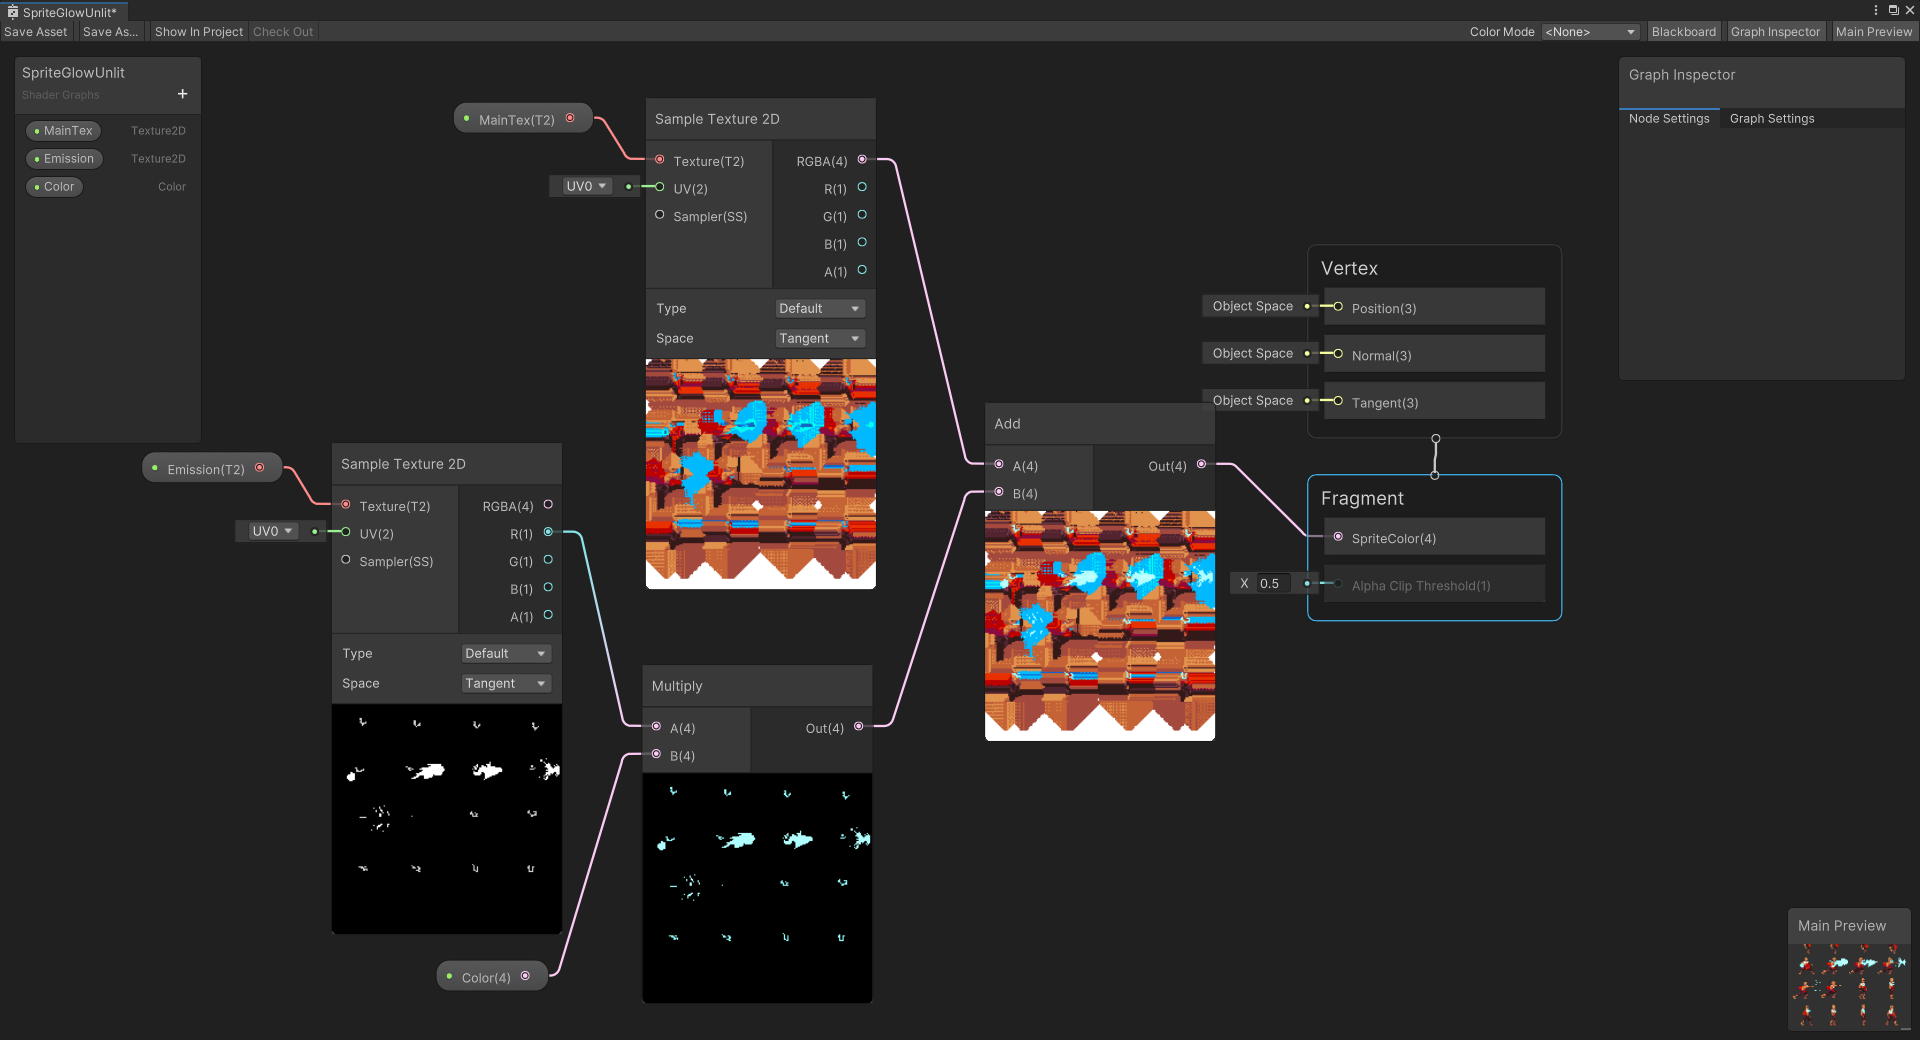 SpriteGlowUnlit*
Save Asset
Save As...
Show In Project
Check Out
Color Mode
<None>
Blackboard
Graph Inspector
Main Preview
SpriteGlowUnlit
Shader Graphs
+
MainTex Texture2D
Emission Texture2D
Color Color
MainTex(T2)
UV0
Sample Texture 2D
Texture(T2) RGBA(4)
UV(2) R(1)
Sampler(SS) G(1)
B(1)
A(1)
Type Default
Space Tangent
Emission(T2)
UV0
Sample Texture 2D
Texture(T2) RGBA(4)
UV(2) R(1)
Sampler(SS) G(1)
B(1)
A(1)
Type Default
Space Tangent
Color(4)
Multiply
A(4) Out(4)
B(4)
Add
A(4) Out(4)
B(4)
Vertex
Object Space Position(3)
Object Space Normal(3)
Object Space Tangent(3)
Fragment
SpriteColor(4)
X 0.5 Alpha Clip Threshold(1)
Graph Inspector
Node Settings Graph Settings
Main Preview